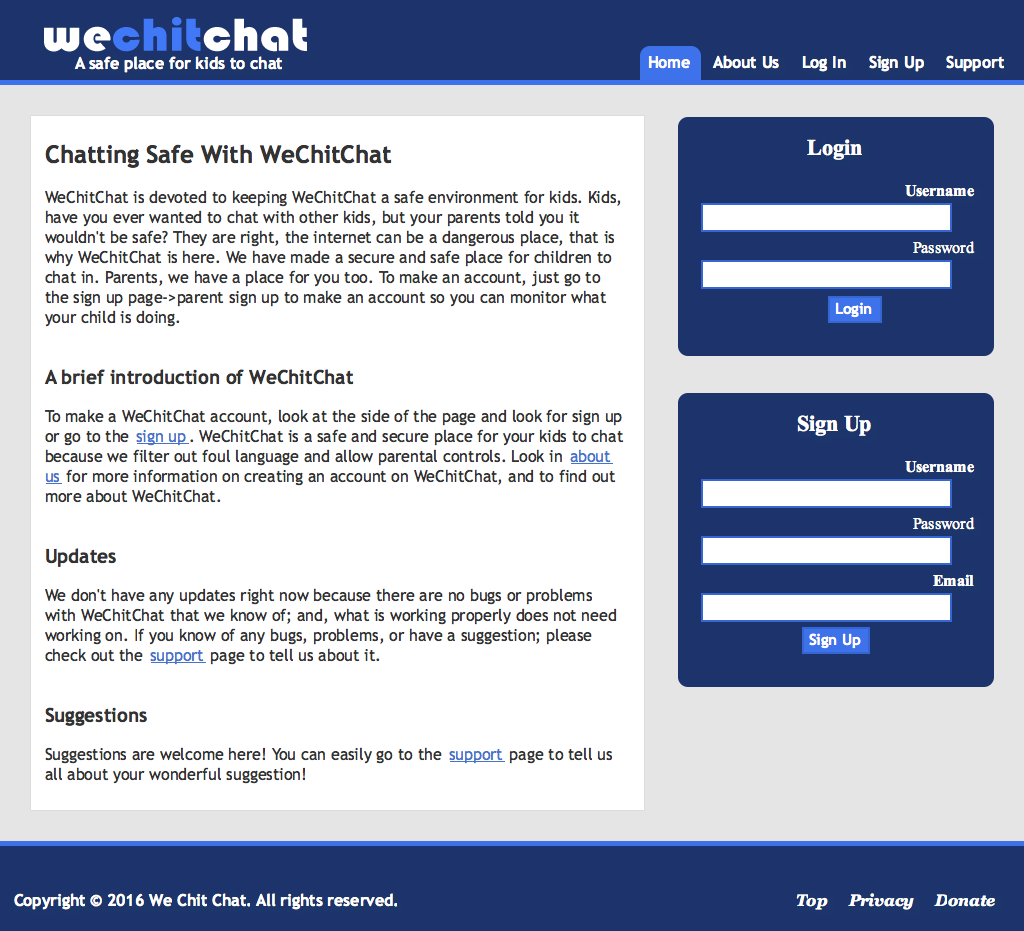 wechitchat
A safe place for kids to chat
Home About Us Log In Sign Up Support
Chatting Safe With WeChitChat
WeChitChat is devoted to keeping WeChitChat a safe environment for kids. Kids,
have you ever wanted to chat with other kids, but your parents told you it
wouldn't be safe? They are right, the internet can be a dangerous place, that is
why WeChitChat is here. We have made a secure and safe place for children to
chat in. Parents, we have a place for you too. To make an account, just go to
the sign up page->parent sign up to make an account so you can monitor what
your child is doing.
A brief introduction of WeChitChat
To make a WeChitChat account, look at the side of the page and look for sign up
or go to the sign up. WeChitChat is a safe and secure place for your kids to chat
because we filter out foul language and allow parental controls. Look in about
us for more information on creating an account on WeChitChat, and to find out
more about WeChitChat.
Updates
We don't have any updates right now because there are no bugs or problems
with WeChitChat that we know of; and, what is working properly does not need
working on. If you know of any bugs, problems, or have a suggestion; please
check out the support page to tell us about it.
Suggestions
Suggestions are welcome here! You can easily go to the support page to tell us
all about your wonderful suggestion!
Login
Username
Password
Login
Sign Up
Username
Password
Email
Sign Up
Copyright © 2016 We Chit Chat. All rights reserved.
Top Privacy Donate